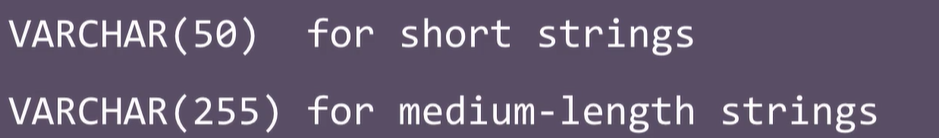 VARCHAR(50)  for short strings
VARCHAR(255) for medium-length strings